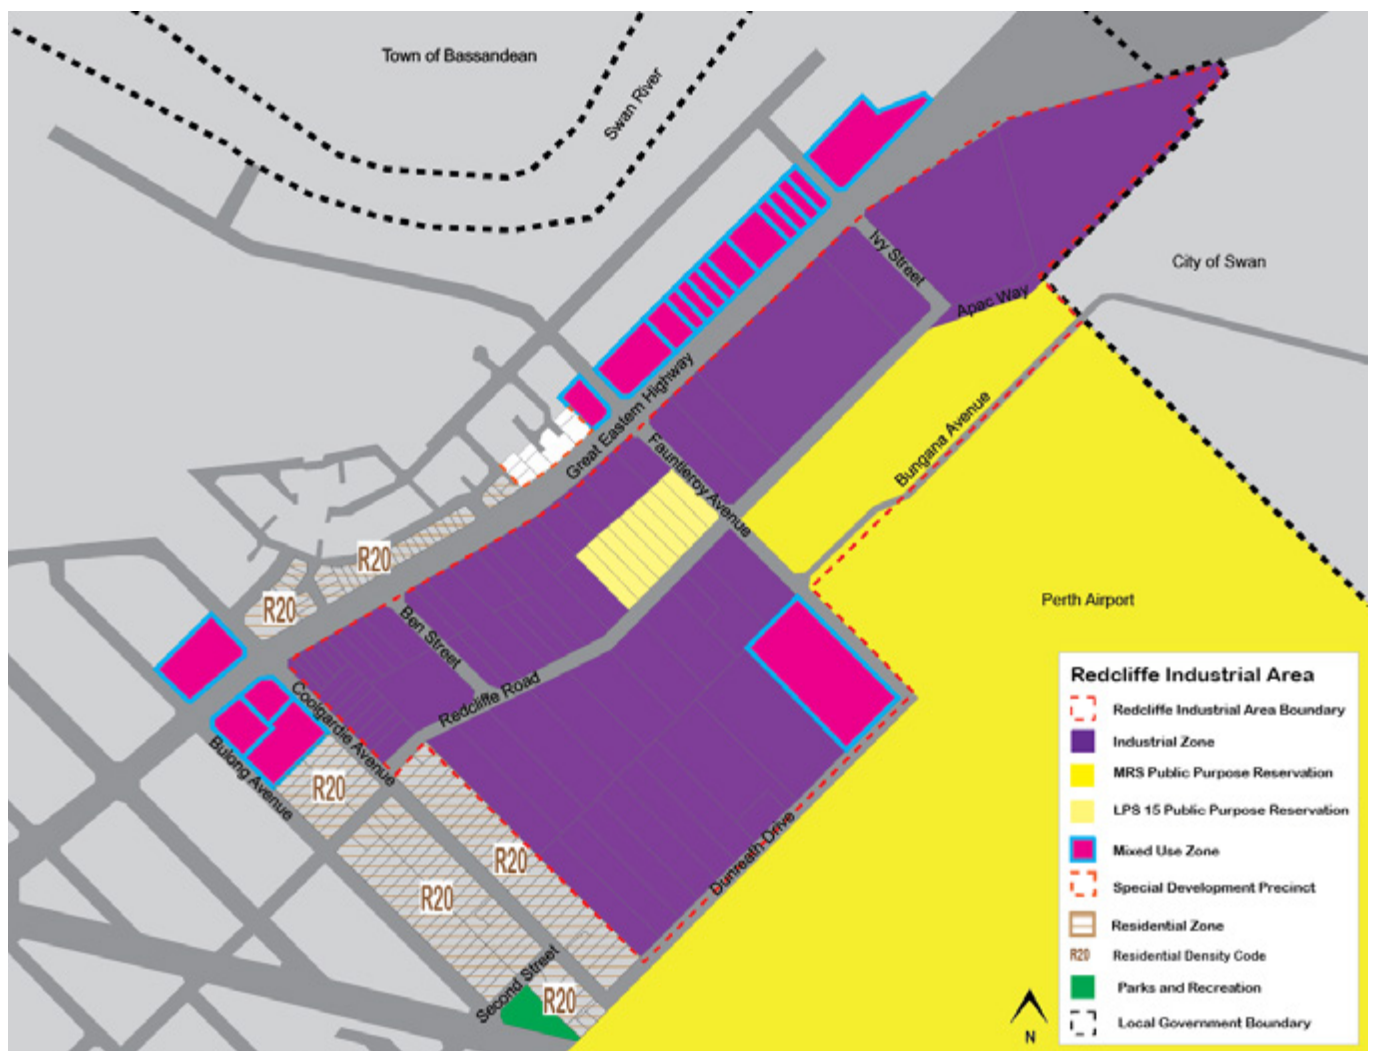 Town of Bassandean
Swan River
City of Swan
Ivy Street
Apac Way
Great Eastern Highway
Fauntleroy Avenue
Bungana Avenue
R20
R20
Perth Airport
Ben Street
Redcliffe Road
Coolgardie Avenue
Bulong Avenue
R20
R20
R20
Dunreath Drive
Second Street
R20
N
Redcliffe Industrial Area
Redcliffe Industrial Area Boundary
Industrial Zone
MRS Public Purpose Reservation
LPS 15 Public Purpose Reservation
Mixed Use Zone
Special Development Precinct
Residential Zone
R20 Residential Density Code
Parks and Recreation
Local Government Boundary